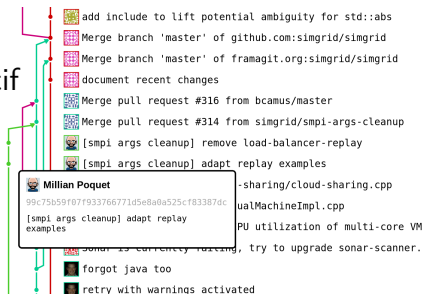 add include to lift potential ambiguity for std::abs
Merge branch 'master' of github.com:simgrid/simgrid
Merge branch 'master' of framagit.org:simgrid/simgrid
if
document recent changes
Merge pull request #316 from bcamus/master
Merge pull request #314 from simgrid/smpi-args-cleanup
[smpi args cleanup] remove load-balancer-replay
[smpi args cleanup] adapt replay examples
Millian Poquet
99c75b59f07f933766771d5e8a0a525cf83387dc
[smpi args cleanup] adapt replay
examples
-sharing/cloud-sharing.cpp
ualMachineImpl.cpp
PU utilization of multi-core VM
Sonar is currently failing, try to upgrade sonar-scanner.
forgot java too
retry with warnings activated